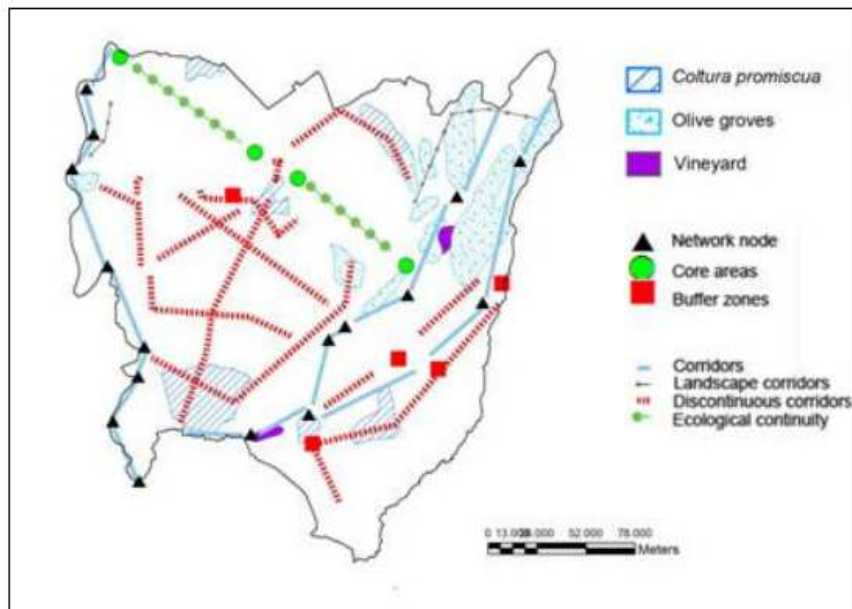 Coltura promiscua
Olive groves
Vineyard
Network node
Core areas
Buffer zones
Corridors
Landscape corridors
Discontinuous corridors
Ecological continuity
52.000 78.000
Meters